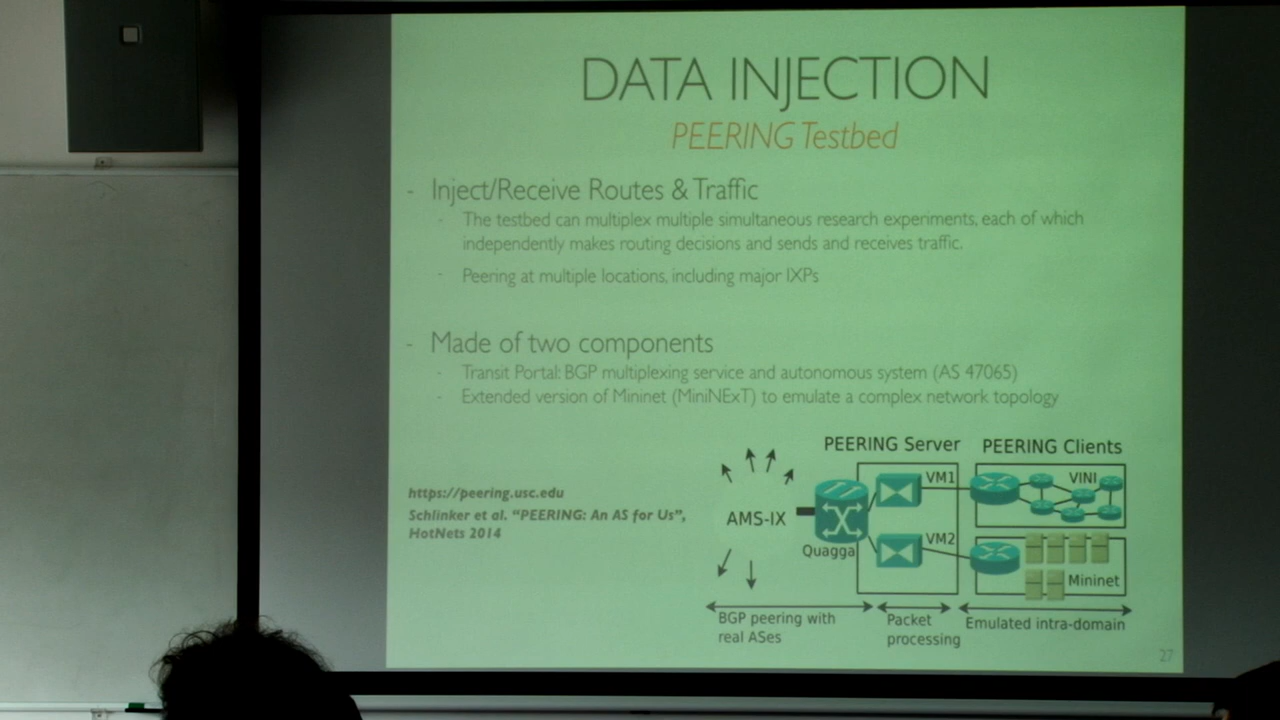 DATA INJECTION
PEERING Testbed
- Inject/Receive Routes & Traffic
- The testbed can multiplex multiple simultaneous research experiments, each of which
independently makes routing decisions and sends and receives traffic.
- Peering at multiple locations, including major IXPs
- Made of two components
- Transit Portal: BGP multiplexing service and autonomous system (AS 47065)
- Extended version of Mininet (MiniNExT) to emulate a complex network topology
https://peering.usc.edu
Schlinker et al. "PEERING: An AS for Us",
HotNets 2014
PEERING Server
PEERING Clients
AMS-IX
Quagga
VM1
VM2
VINI
Mininet
BGP peering with
real ASes
Packet
processing
Emulated intra-domain
27